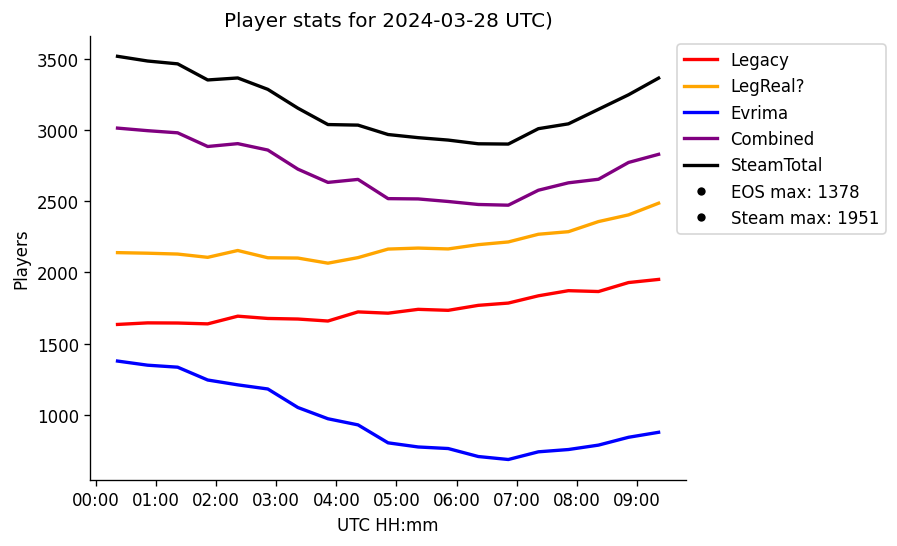 Player stats for 2024-03-28 UTC)
3500
3000
2500
2000
1500
1000
Players
00:00 01:00 02:00 03:00 04:00 05:00 06:00 07:00 08:00 09:00
UTC HH:mm
Legacy
LegReal?
Evrima
Combined
SteamTotal
EOS max: 1378
Steam max: 1951